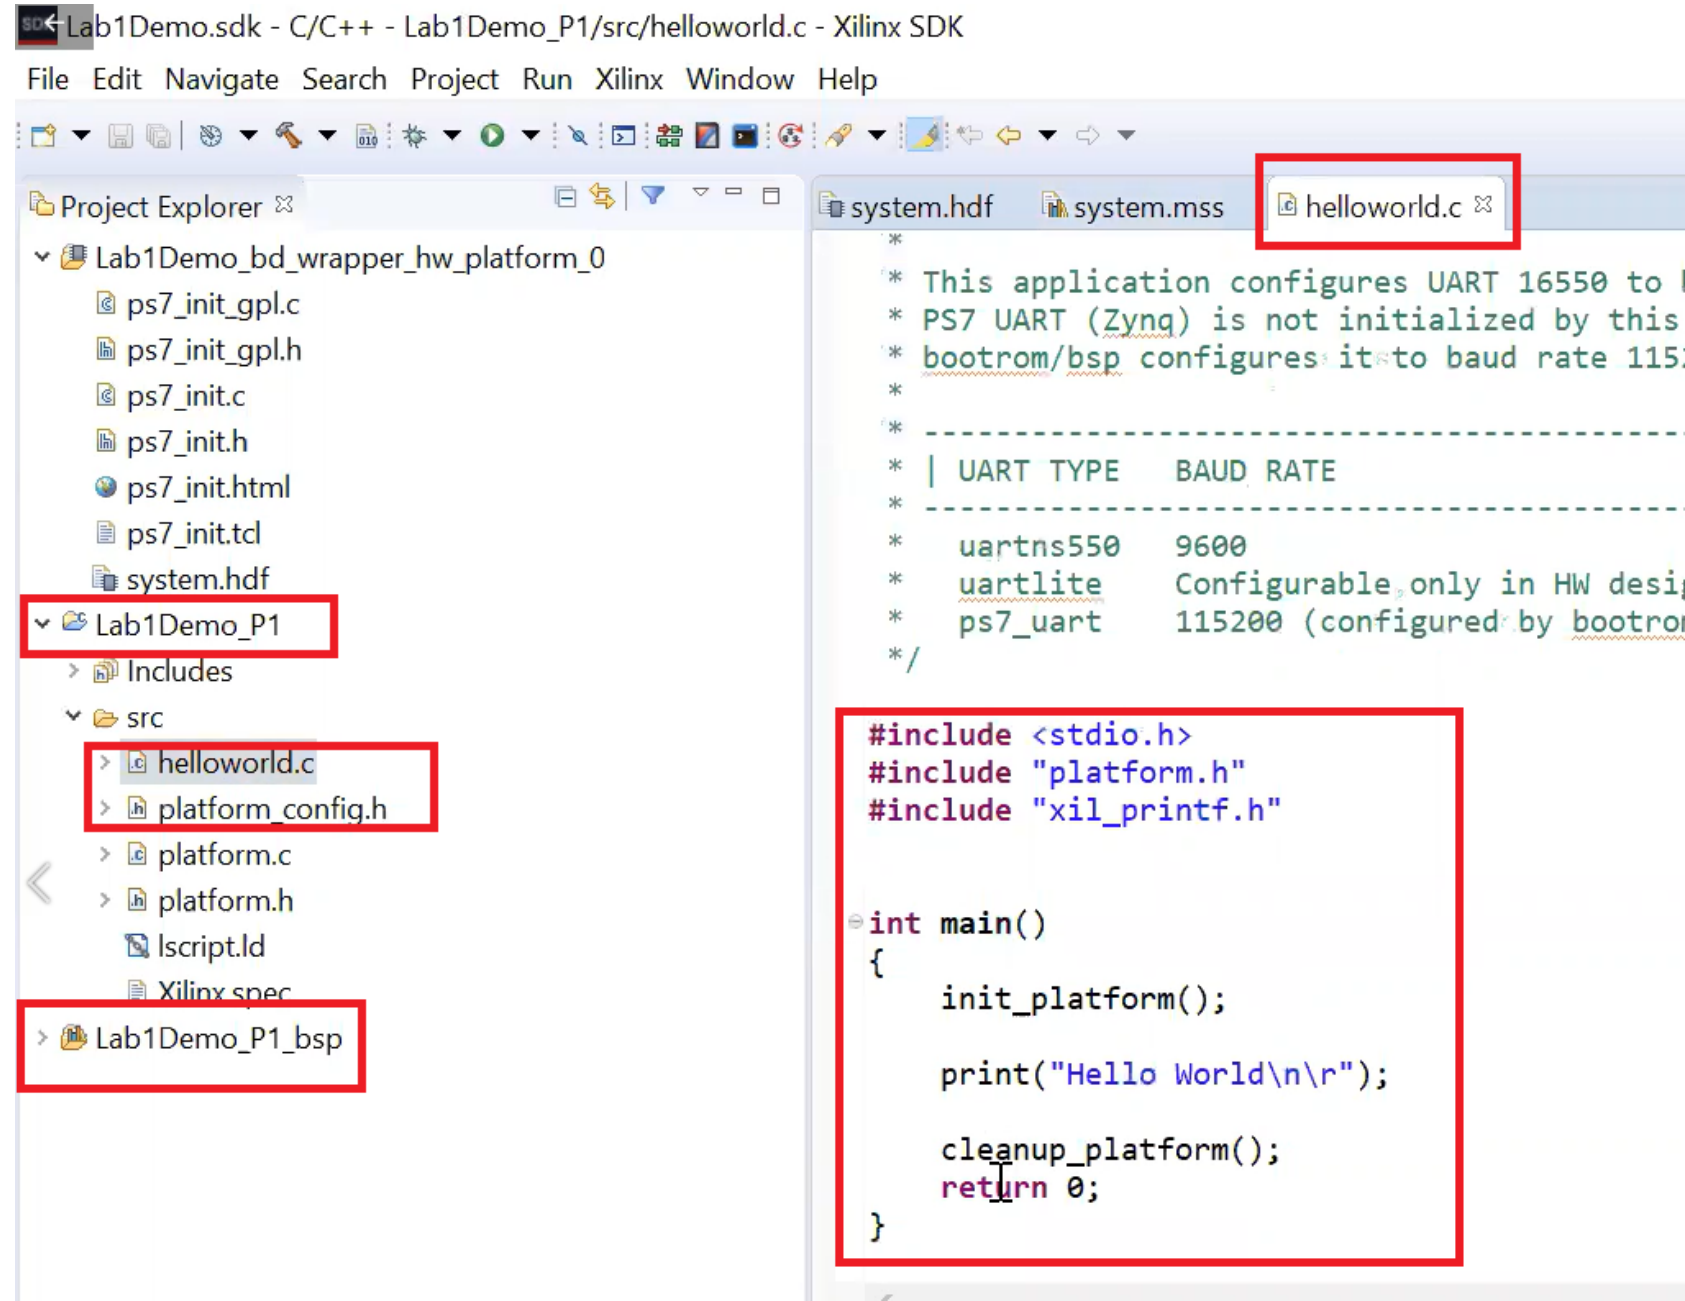 Lab1Demo.sdk - C/C++ - Lab1Demo_P1/src/helloworld.c - Xilinx SDK
File Edit Navigate Search Project Run Xilinx Window Help
Project Explorer
Lab1Demo_bd_wrapper_hw_platform_0
ps7_init_gpl.c
ps7_init_gpl.h
ps7_init.c
ps7_init.h
ps7_init.html
ps7_init.tcl
system.hdf
Lab1Demo_P1
Includes
src
helloworld.c
platform_config.h
platform.c
platform.h
lscript.ld
Xilinx.spec
Lab1Demo_P1_bsp
system.hdf system.mss helloworld.c
*
* This application configures UART 16550 to
* PS7 UART (Zynq) is not initialized by this
* bootrom/bsp configures it to baud rate 115
*
* -------------------------------------------
* | UART TYPE BAUD RATE
* -------------------------------------------
* uartns550 9600
* uartlite Configurable only in HW desi
* ps7_uart 115200 (configured by bootro
*/
#include <stdio.h>
#include "platform.h"
#include "xil_printf.h"
int main()
{
init_platform();
print("Hello World\n\r");
cleanup_platform();
return 0;
}